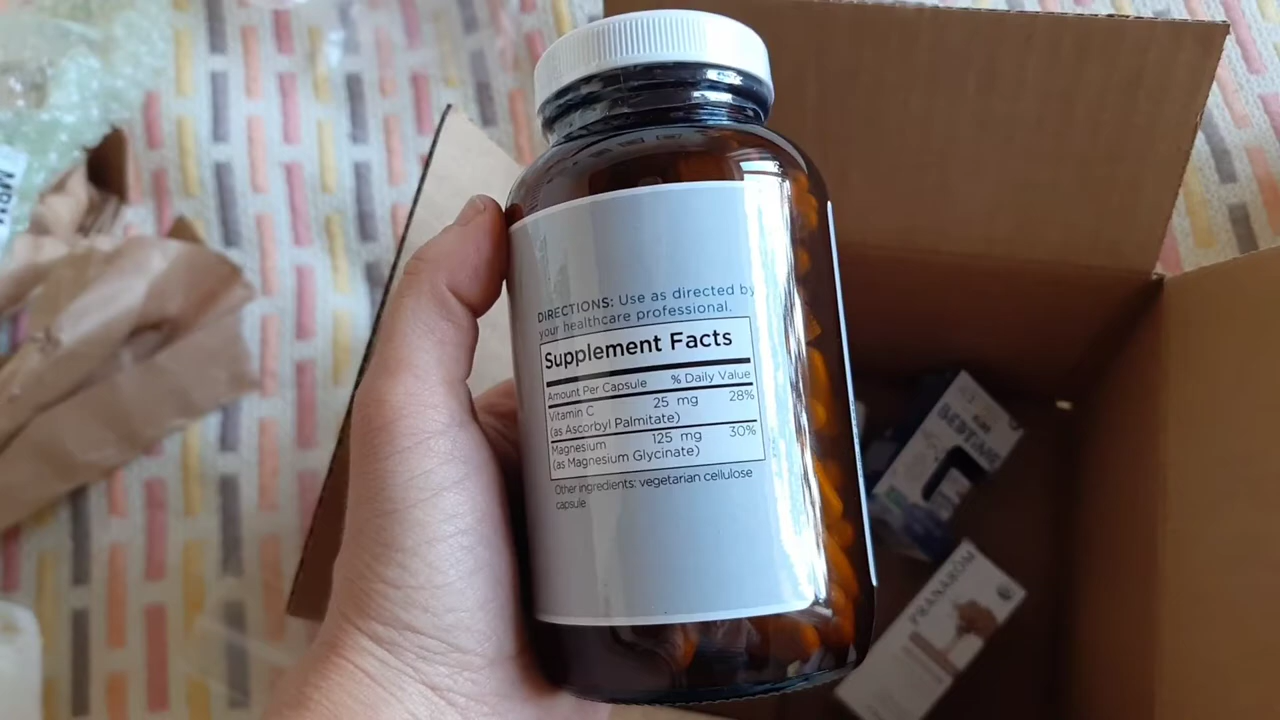 DIRECTIONS: Use as directed by
your healthcare professional.
Supplement Facts
Amount Per Capsule % Daily Value
Vitamin C 25 mg 28%
(as Ascorbyl Palmitate)
Magnesium 125 mg 30%
(as Magnesium Glycinate)
Other ingredients: vegetarian cellulose
capsule
PRANARŌM